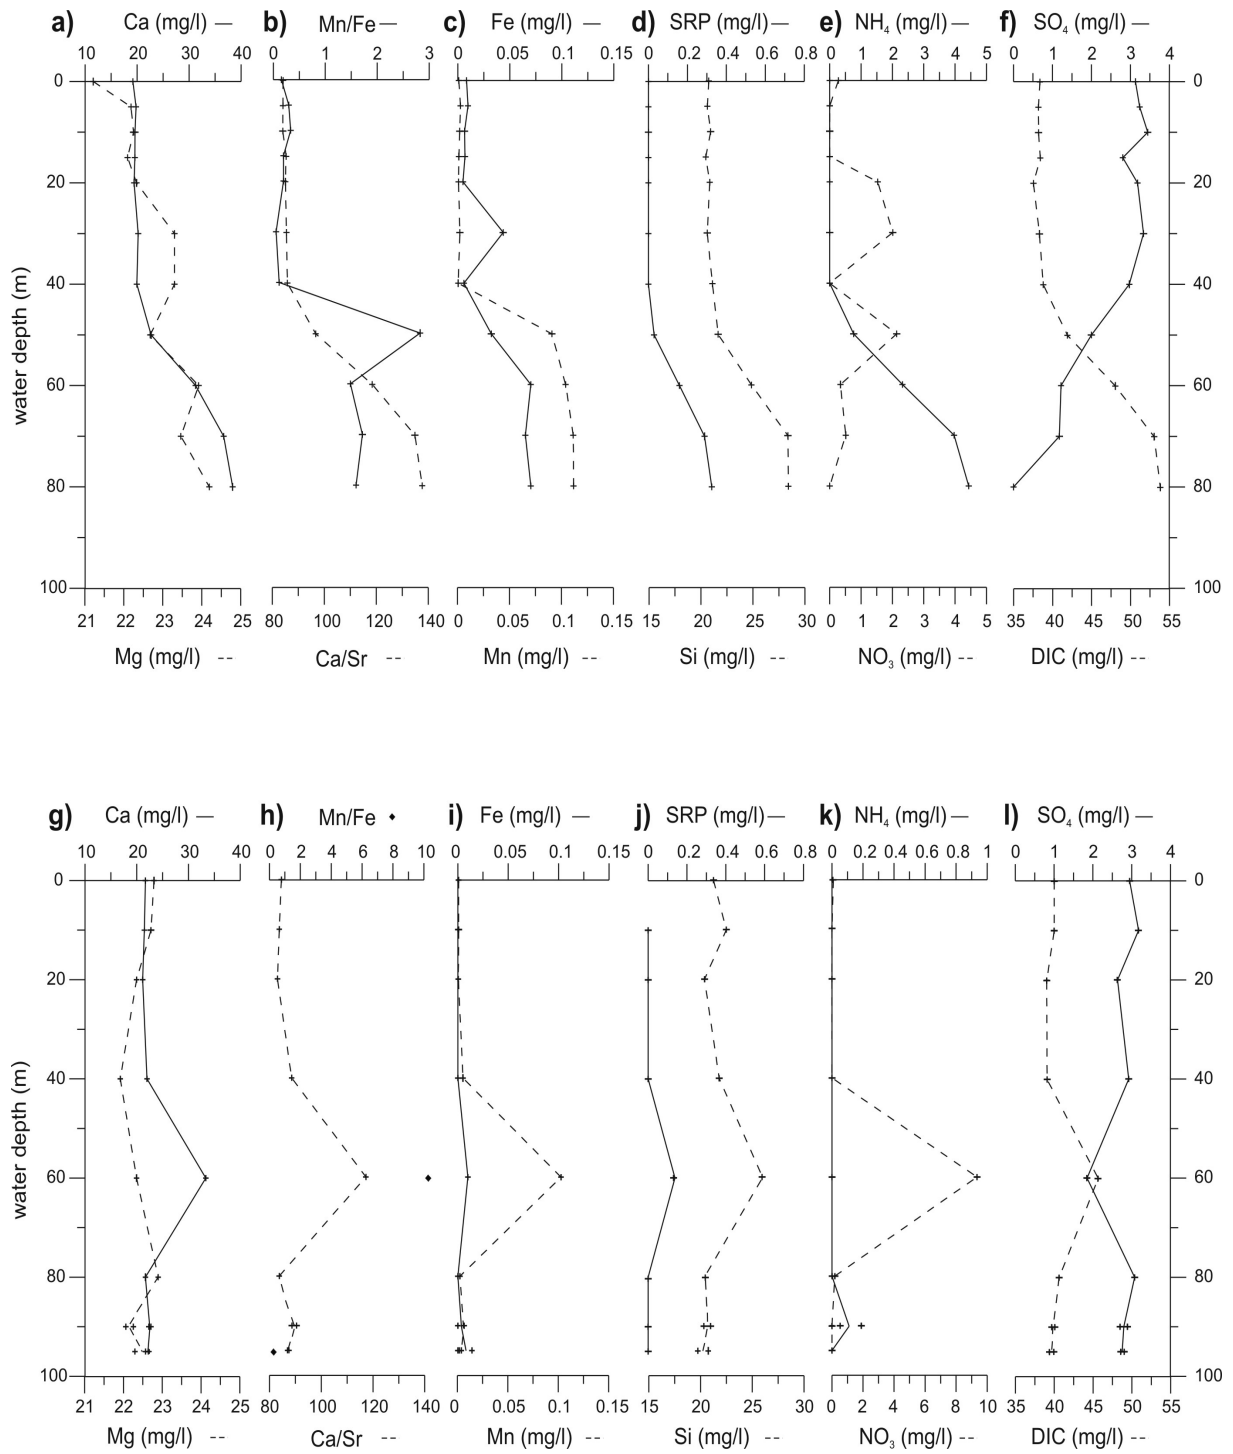 a) Ca (mg/l) — b) Mn/Fe — c) Fe (mg/l) — d) SRP (mg/l) — e) NH₄ (mg/l) — f) SO₄ (mg/l) —
10 20 30 40 0 1 2 3 0 0.05 0.1 0.15 0 0.2 0.4 0.6 0.8 0 1 2 3 4 5 0 1 2 3 4
0 0
20 20
40 40
60 60
80 80
100 100
water depth (m)
21 22 23 24 25 80 100 120 140 0 0.05 0.1 0.15 15 20 25 30 0 1 2 3 4 5 35 40 45 50 55
Mg (mg/l) -- Ca/Sr -- Mn (mg/l) -- Si (mg/l) -- NO₃ (mg/l) -- DIC (mg/l) --
g) Ca (mg/l) — h) Mn/Fe ♦ i) Fe (mg/l) — j) SRP (mg/l) — k) NH₄ (mg/l) — l) SO₄ (mg/l) —
10 20 30 40 0 2 4 6 8 10 0 0.05 0.1 0.15 0 0.2 0.4 0.6 0.8 0 0.2 0.4 0.6 0.8 1 0 1 2 3 4
0 0
20 20
40 40
60 60
80 80
100 100
water depth (m)
21 22 23 24 25 80 100 120 140 0 0.05 0.1 0.15 15 20 25 30 0 2 4 6 8 10 35 40 45 50 55
Mg (mg/l) -- Ca/Sr -- Mn (mg/l) -- Si (mg/l) -- NO₃ (mg/l) -- DIC (mg/l) --